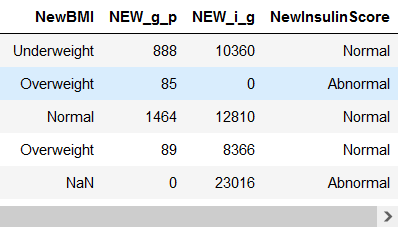 NewBMI NEW_g_p NEW_i_g NewInsulinScore
Underweight 888 10360 Normal
Overweight 85 0 Abnormal
Normal 1464 12810 Normal
Overweight 89 8366 Normal
NaN 0 23016 Abnormal